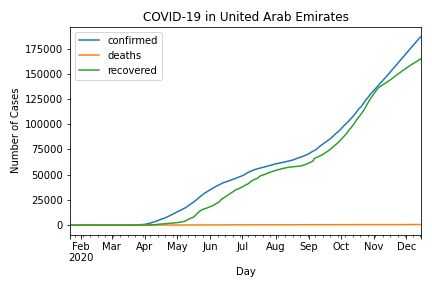 COVID-19 in United Arab Emirates
confirmed
deaths
recovered
175000
150000
125000
100000
75000
50000
25000
0
Number of Cases
Feb Mar Apr May Jun Jul Aug Sep Oct Nov Dec
2020
Day